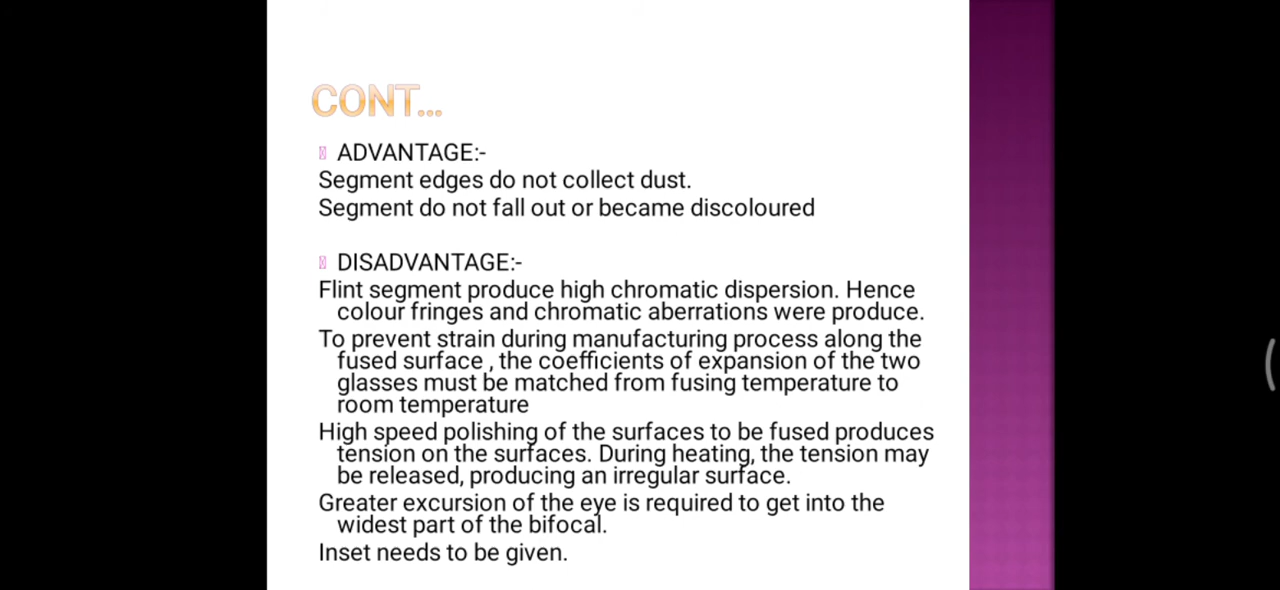 CONT...
ADVANTAGE:-
Segment edges do not collect dust.
Segment do not fall out or became discoloured
DISADVANTAGE:-
Flint segment produce high chromatic dispersion. Hence
colour fringes and chromatic aberrations were produce.
To prevent strain during manufacturing process along the
fused surface , the coefficients of expansion of the two
glasses must be matched from fusing temperature to
room temperature
High speed polishing of the surfaces to be fused produces
tension on the surfaces. During heating, the tension may
be released, producing an irregular surface.
Greater excursion of the eye is required to get into the
widest part of the bifocal.
Inset needs to be given.